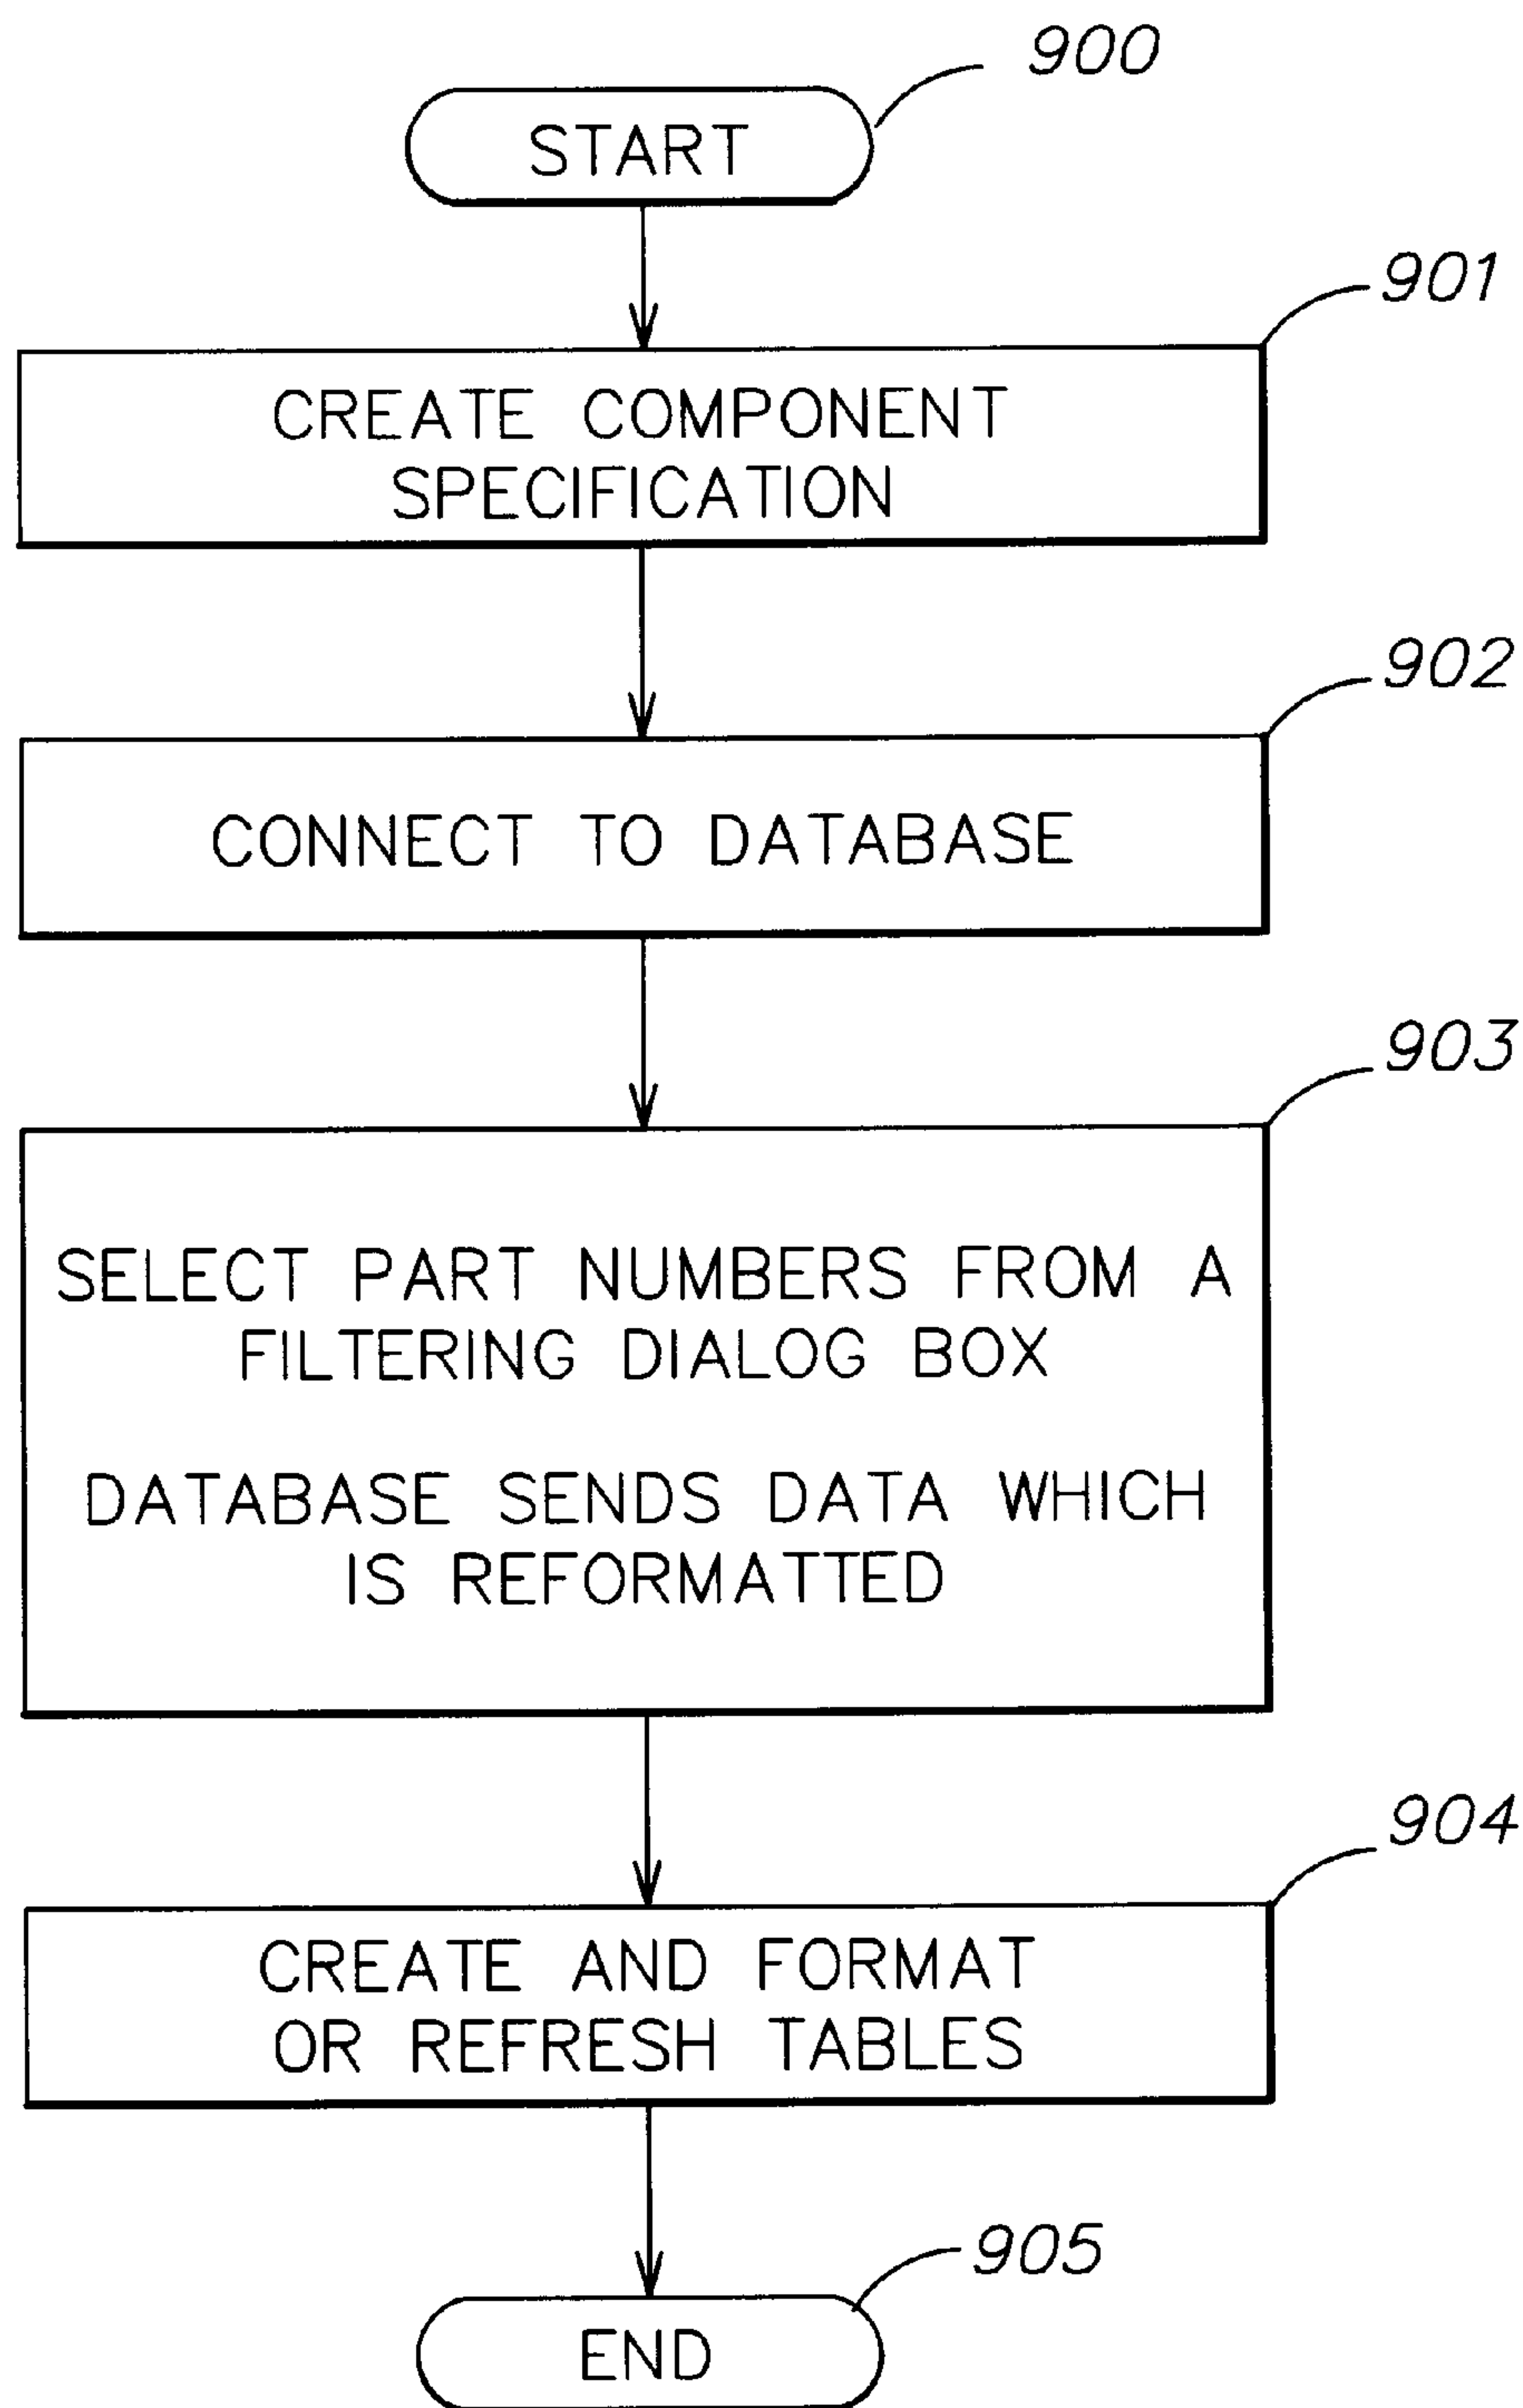 900
START
901
CREATE COMPONENT
SPECIFICATION
902
CONNECT TO DATABASE
903
SELECT PART NUMBERS FROM A
FILTERING DIALOG BOX
DATABASE SENDS DATA WHICH
IS REFORMATTED
904
CREATE AND FORMAT
OR REFRESH TABLES
905
END